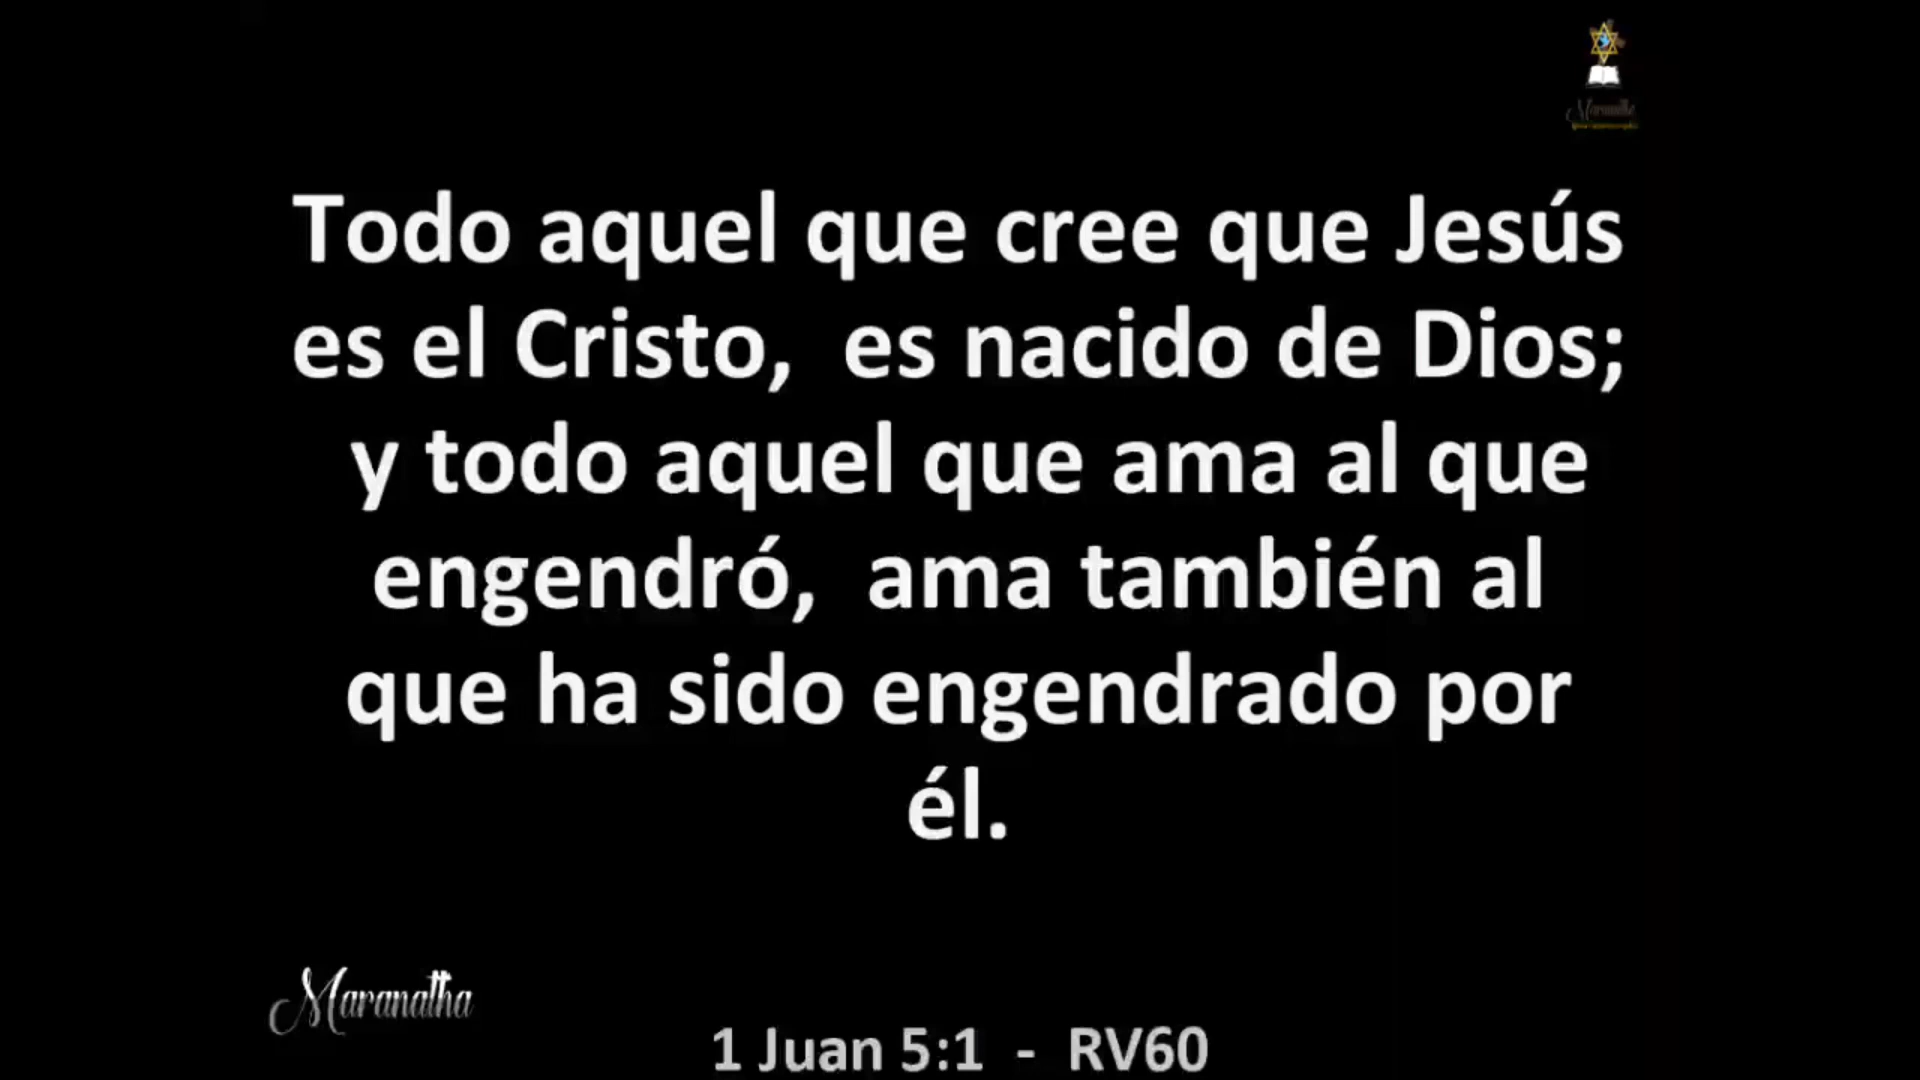 Maranatha
Todo aquel que cree que Jesús
es el Cristo,  es nacido de Dios;
y todo aquel que ama al que
engendró,  ama también al
que ha sido engendrado por
él.
Maranatha
1 Juan 5:1  -  RV60